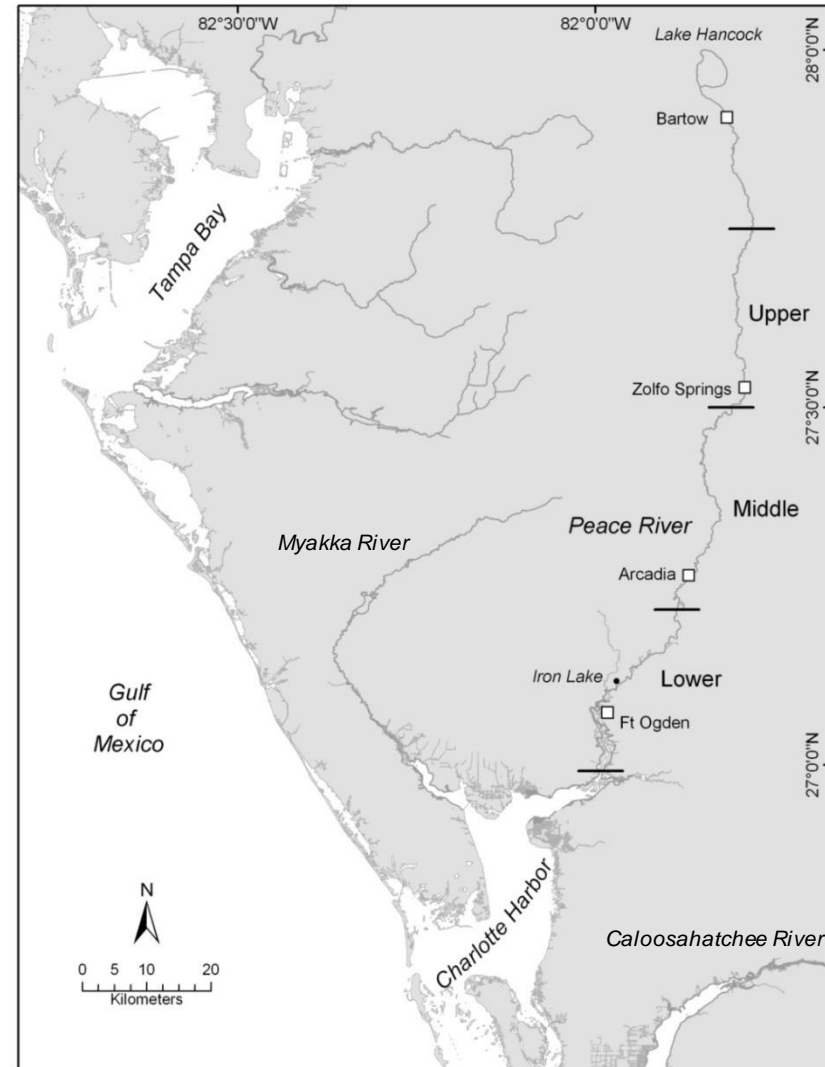 82°30'0"W
82°0'0"W
Lake Hancock
28°0'0"N
Bartow
Tampa Bay
Upper
Zolfo Springs
27°30'0"N
Middle
Peace River
Myakka River
Arcadia
Iron Lake
Lower
Gulf
of
Mexico
Ft Ogden
27°0'0"N
N
Charlotte Harbor
Caloosahatchee River
0 5 10 20
Kilometers